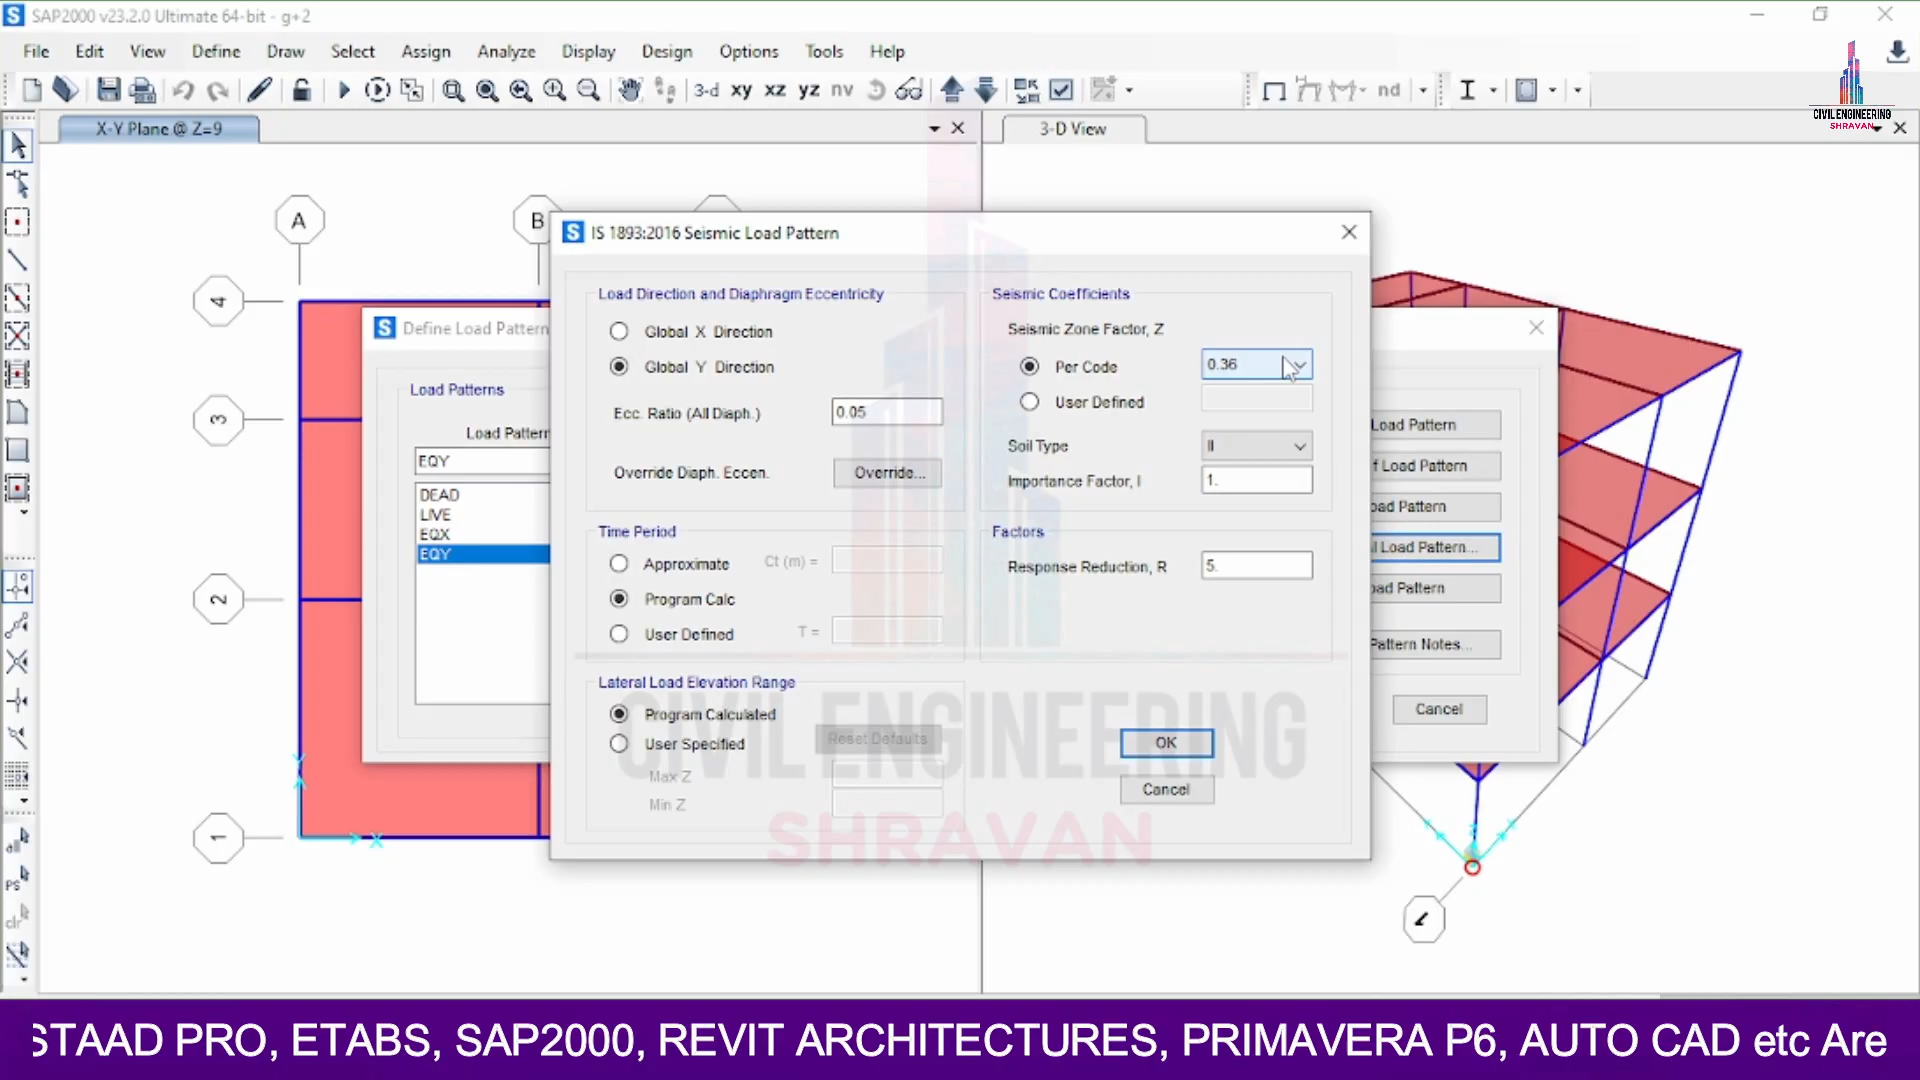 SAP2000 v23.2.0 Ultimate 64-bit - g+2
File Edit View Define Draw Select Assign Analyze Display Design Options Tools Help
3-d xy xz yz nv nd
CIVIL ENGINEERING
SHRAVAN
X-Y Plane @ Z=9
3-D View
A
B
4
3
2
1
Define Load Pattern
Load Patterns
Load Pattern
EQY
DEAD
LIVE
EQX
EQY
IS 1893:2016 Seismic Load Pattern
Load Direction and Diaphragm Eccentricity
Global X Direction
Global Y Direction
Ecc. Ratio (All Diaph.) 0.05
Override Diaph. Eccen. Override...
Time Period
Approximate Ct (m) =
Program Calc
User Defined T =
Lateral Load Elevation Range
Program Calculated
User Specified Reset Defaults
Max Z
Min Z
Seismic Coefficients
Seismic Zone Factor, Z
Per Code 0.36
User Defined
Soil Type II
Importance Factor, I 1.
Factors
Response Reduction, R 5.
OK
Cancel
Load Pattern
f Load Pattern
oad Pattern
l Load Pattern...
oad Pattern
Pattern Notes...
Cancel
CIVIL ENGINEERING
SHRAVAN
X
Y
all
PS
clr
STAAD PRO, ETABS, SAP2000, REVIT ARCHITECTURES, PRIMAVERA P6, AUTO CAD etc Are